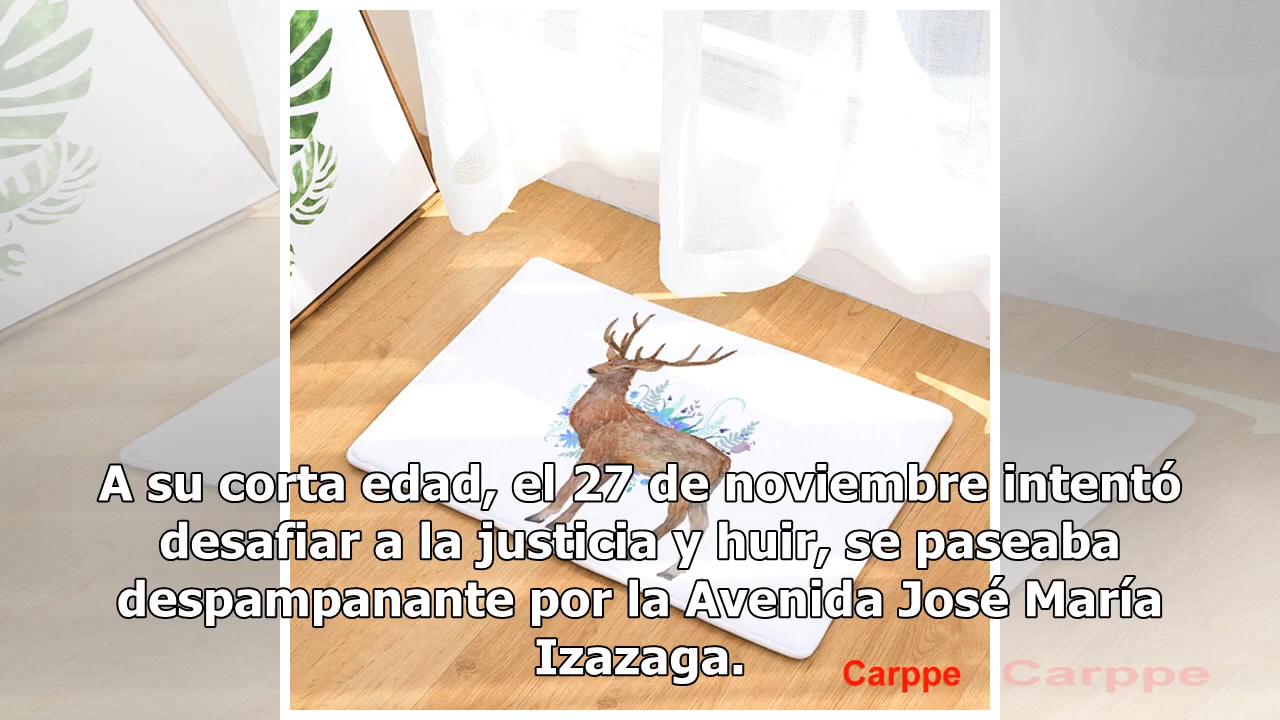 A su corta edad, el 27 de noviembre intentó
desafiar a la justicia y huir, se paseaba
despampanante por la Avenida José María
Izazaga.
Carppe Carppe